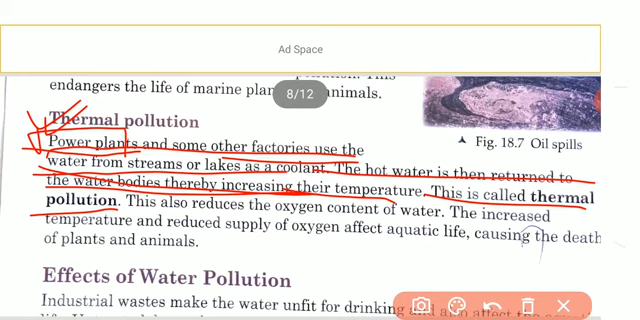 Ad Space
endangers the life of marine animals.
8/12
Thermal pollution
Power plants and some other factories use the
water from streams or lakes as a coolant. The hot water is then returned to
the water bodies thereby increasing their temperature. This is called thermal
pollution. This also reduces the oxygen content of water. The increased
temperature and reduced supply of oxygen affect aquatic life, causing the death
of plants and animals.
Fig. 18.7 Oil spills
Effects of Water Pollution
Industrial wastes make the water unfit for drinking and also affect the